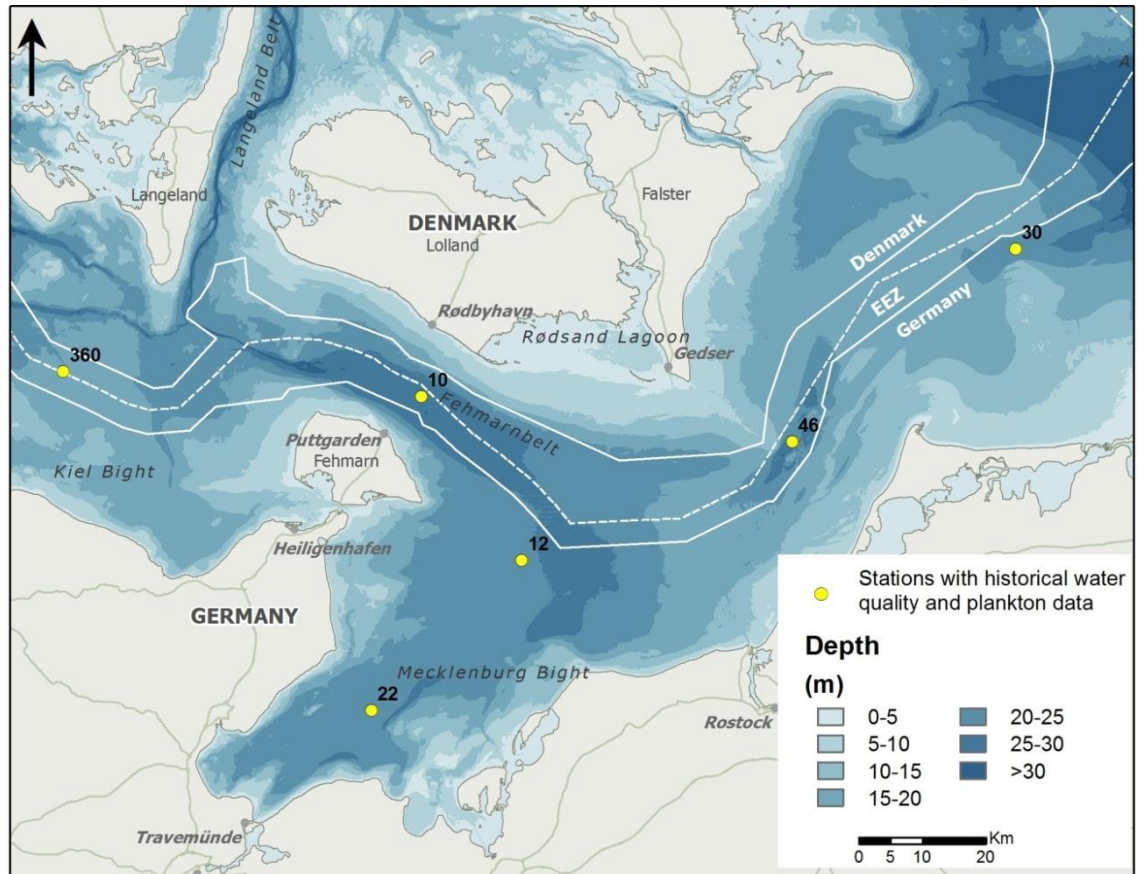 A
Langeland Belt
Langeland
Falster
DENMARK
Lolland
Denmark
30
EEZ
Germany
Rødbyhavn
Rødsand Lagoon
Gedser
360
10
Fehmarnbelt
46
Puttgarden
Fehmarn
Kiel Bight
Heiligenhafen
12
GERMANY
Mecklenburg Bight
22
Rostock
Travemünde
Stations with historical water
quality and plankton data
Depth
(m)
0-5
20-25
5-10
25-30
10-15
>30
15-20
Km
0 5 10 20